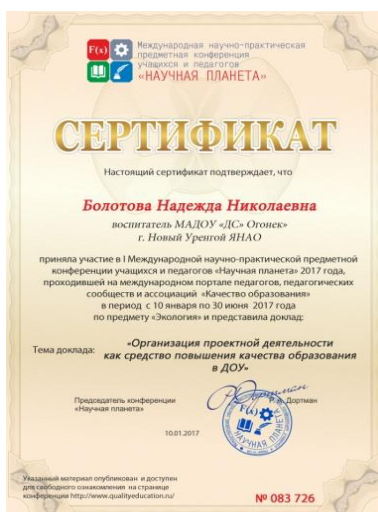 F(x)
Международная научно-практическая
предметная конференция
учащихся и педагогов
«НАУЧНАЯ ПЛАНЕТА»
СЕРТИФИКАТ
Настоящий сертификат подтверждает, что
Болотова Надежда Николаевна
воспитатель МАДОУ «ДС» Огонек»
г. Новый Уренгой ЯНАО
приняла участие в I Международной научно-практической предметной
конференции учащихся и педагогов «Научная планета» 2017 года,
проходившей на международном портале педагогов, педагогических
сообществ и ассоциаций «Качество образования»
в период с 10 января по 30 июня 2017 года
по предмету «Экология» и представила доклад:
Тема доклада:
«Организация проектной деятельности
как средство повышения качества образования
в ДОУ»
Председатель конференции
«Научная планета»
Дортман
F(x)
НАУЧНАЯ ПЛАНЕТА
10.01.2017
Указанный материал опубликован и доступен
для свободного ознакомления на странице
конференции http://www.qualityeducation.ru/
№ 083 726